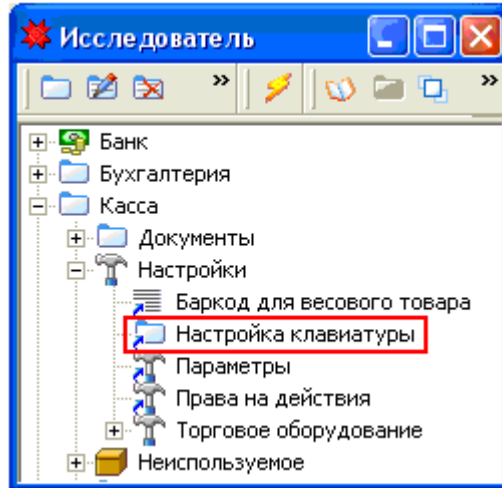 Исследователь
Банк
Бухгалтерия
Касса
Документы
Настройки
Баркод для весового товара
Настройка клавиатуры
Параметры
Права на действия
Торговое оборудование
Неиспользуемое